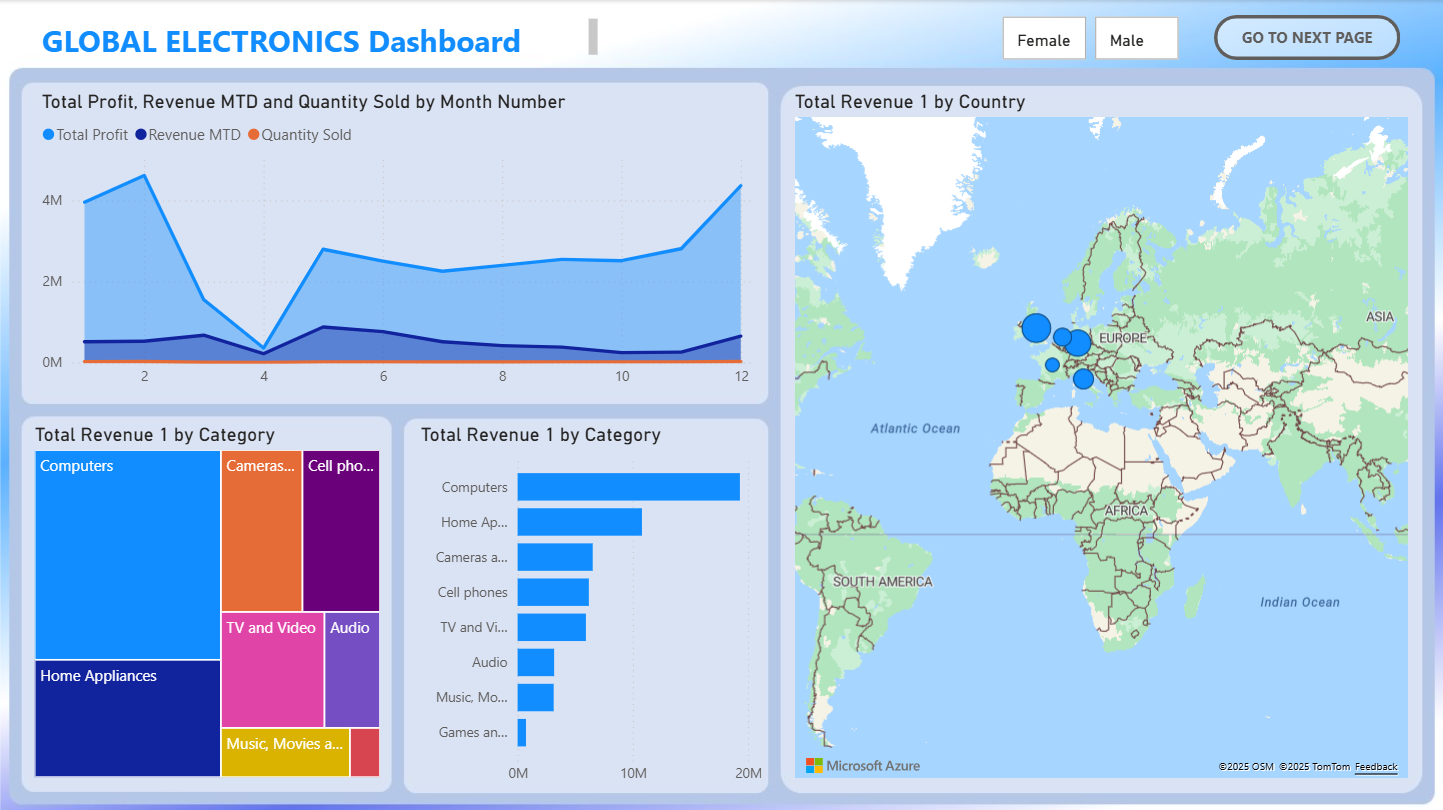 GLOBAL ELECTRONICS Dashboard
Female
Male
GO TO NEXT PAGE
Total Profit, Revenue MTD and Quantity Sold by Month Number
Total Profit
Revenue MTD
Quantity Sold
4M
2M
0M
2
4
6
8
10
12
Total Revenue 1 by Category
Computers
Cameras...
Cell pho...
TV and Video
Audio
Home Appliances
Music, Movies a...
Total Revenue 1 by Category
Computers
Home Ap...
Cameras a...
Cell phones
TV and Vi...
Audio
Music, Mo...
Games an...
0M
10M
20M
Total Revenue 1 by Country
ASIA
EUROPE
Atlantic Ocean
AFRICA
SOUTH AMERICA
Indian Ocean
Microsoft Azure
©2025 OSM ©2025 TomTom Feedback